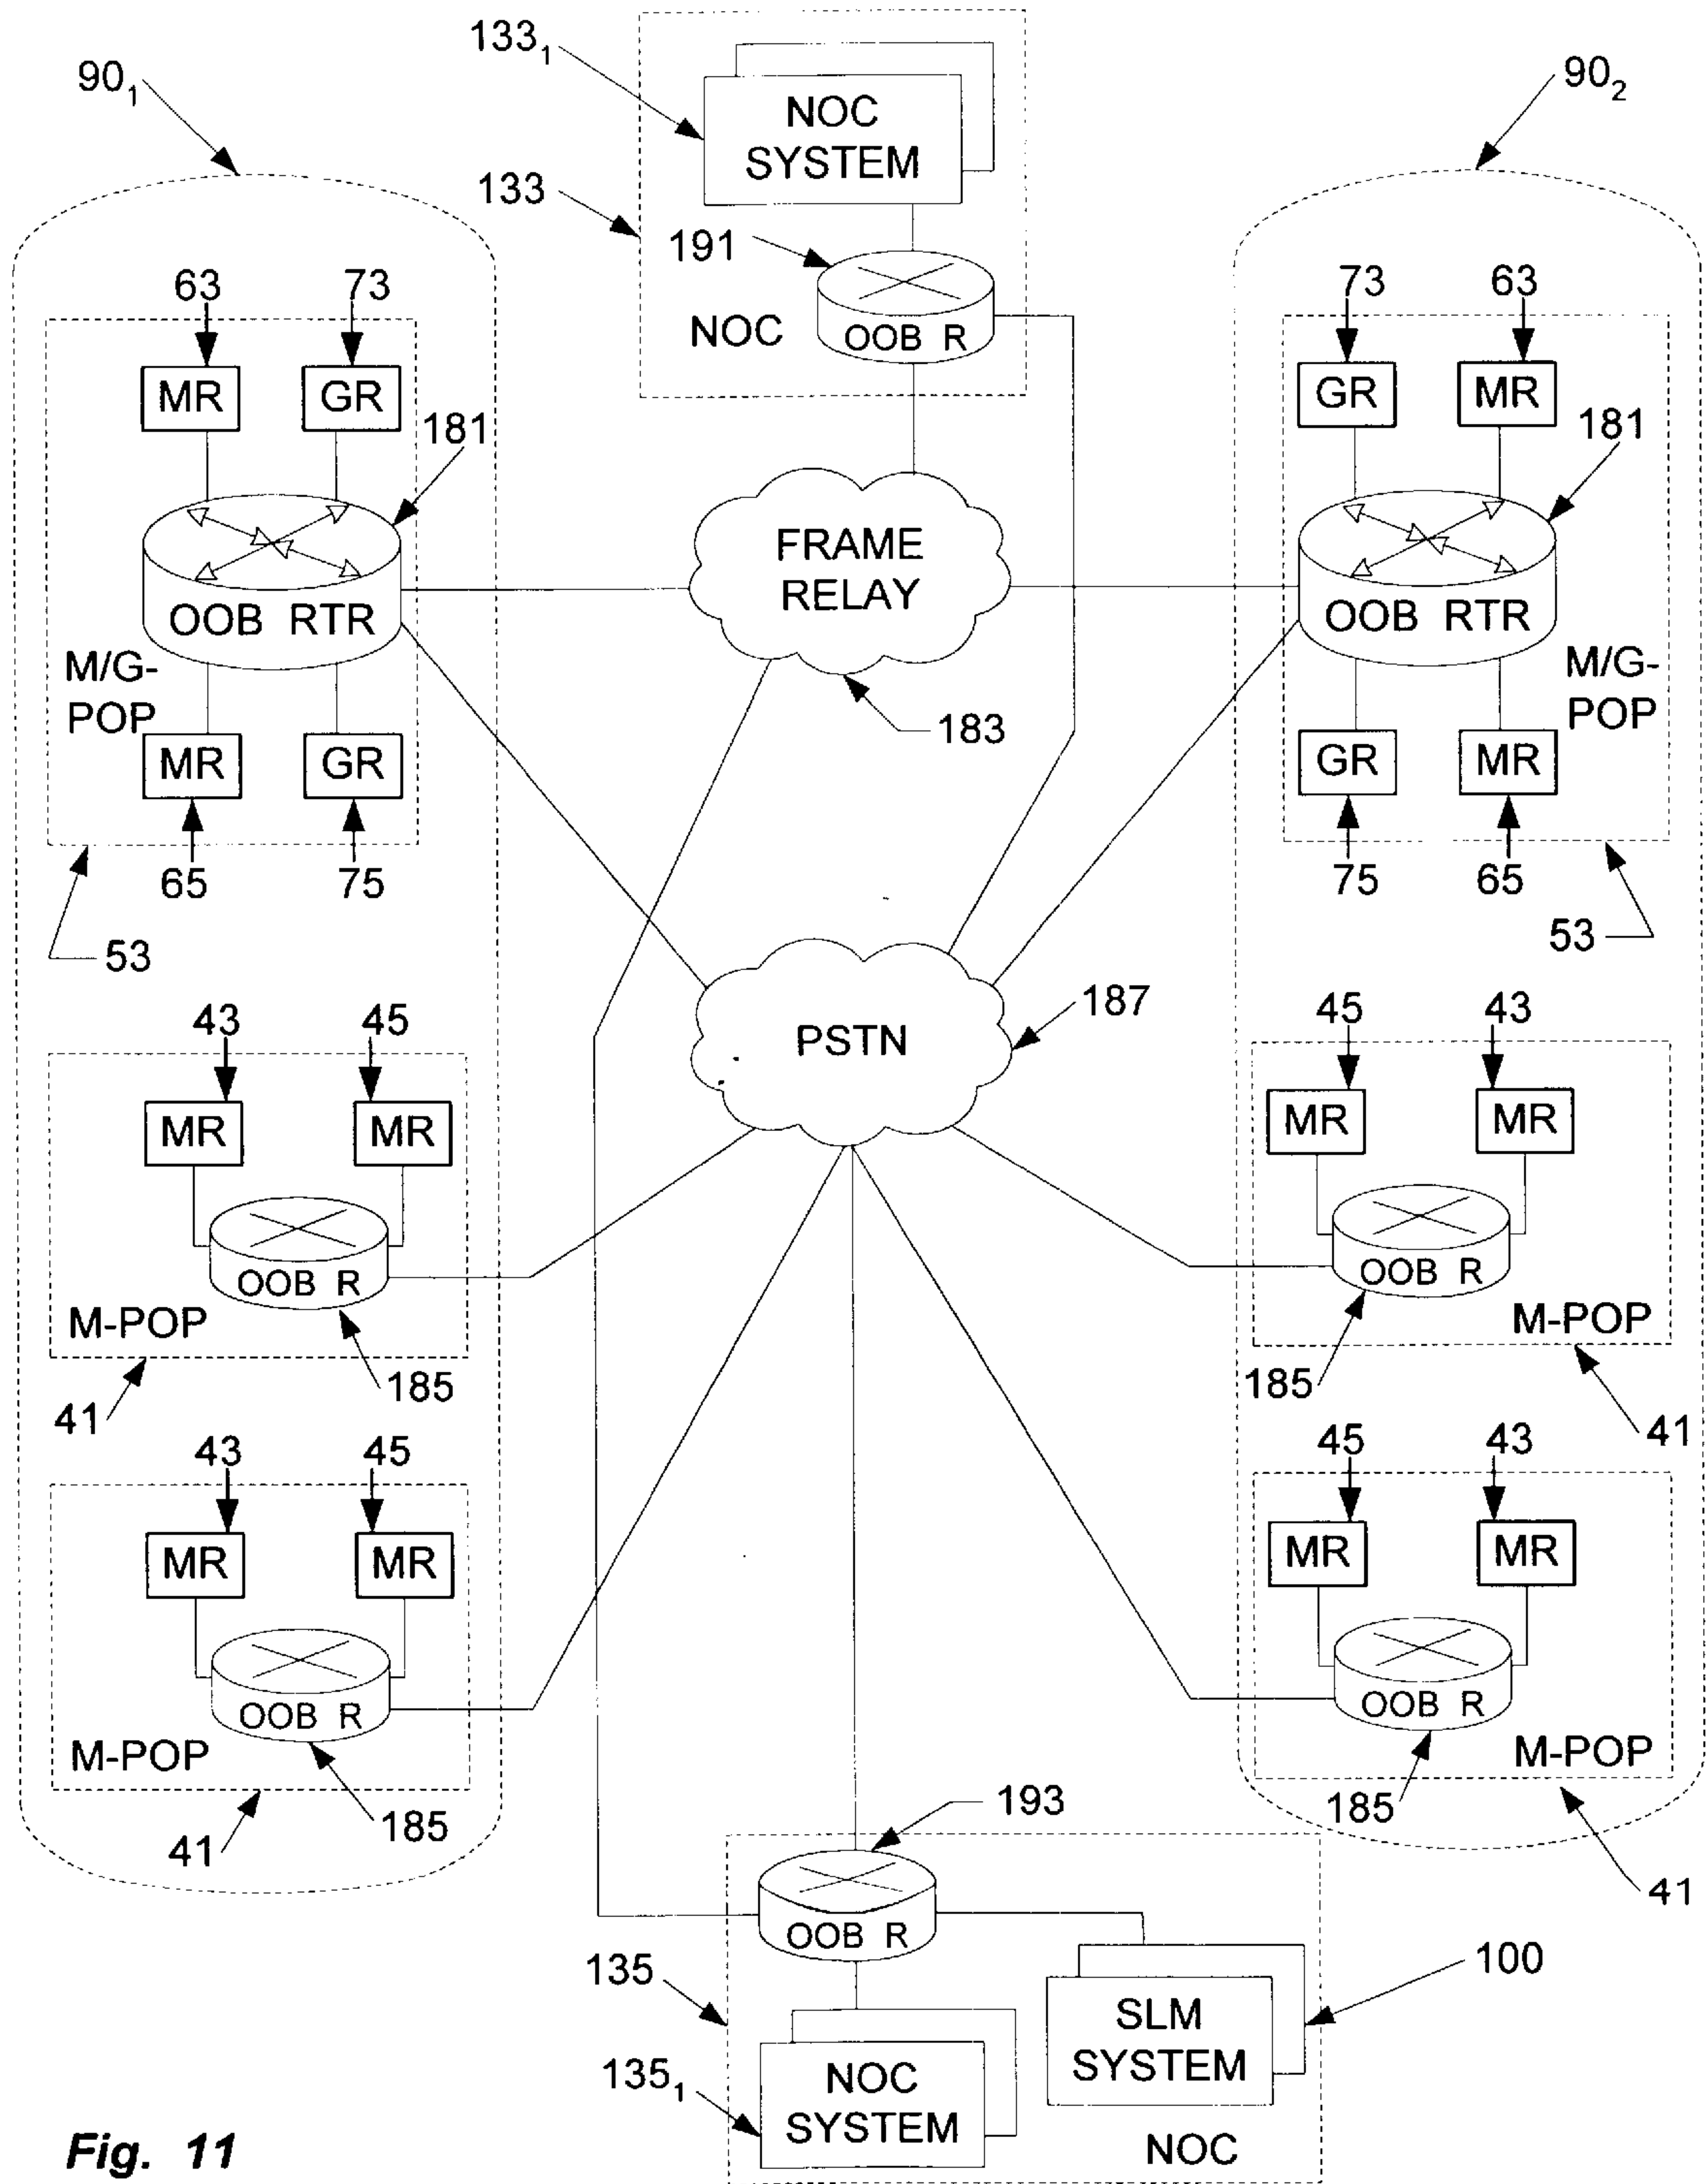 133₁
90₁
90₂
NOC
SYSTEM
133
191
OOB R
NOC
63
73
MR
GR
181
OOB RTR
M/G-
POP
MR
GR
65
75
53
73
63
GR
MR
181
OOB RTR
M/G-
POP
GR
MR
75
65
53
FRAME
RELAY
183
PSTN
187
43
45
MR
MR
OOB R
M-POP
185
41
45
43
MR
MR
OOB R
M-POP
185
41
43
45
MR
MR
OOB R
M-POP
185
41
45
43
MR
MR
OOB R
M-POP
185
41
193
OOB R
135
100
SLM
SYSTEM
135₁
NOC
SYSTEM
NOC
Fig. 11